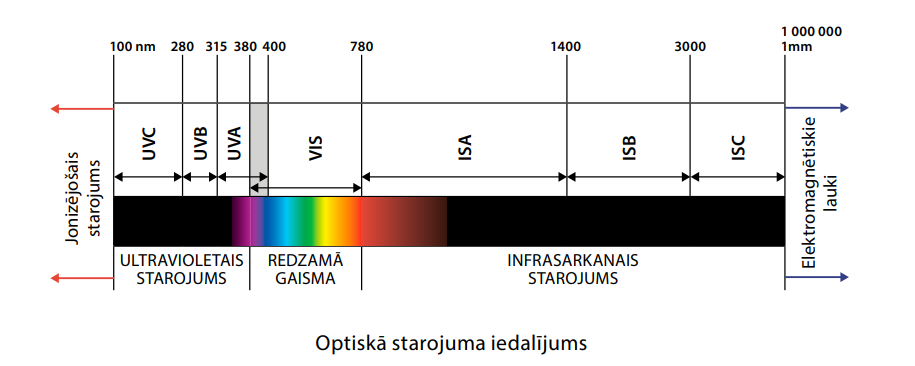 1 000 000
100 nm 280 315 380 400 780 1400 3000 1mm
UVC UVB UVA VIS ISA ISB ISC
Jonizējošais
starojums
Elektromagnētiskie
lauki
ULTRAVIOLETAIS
STAROJUMS
REDZAMĀ
GAISMA
INFRASARKANAIS
STAROJUMS
Optiskā starojuma iedalījums